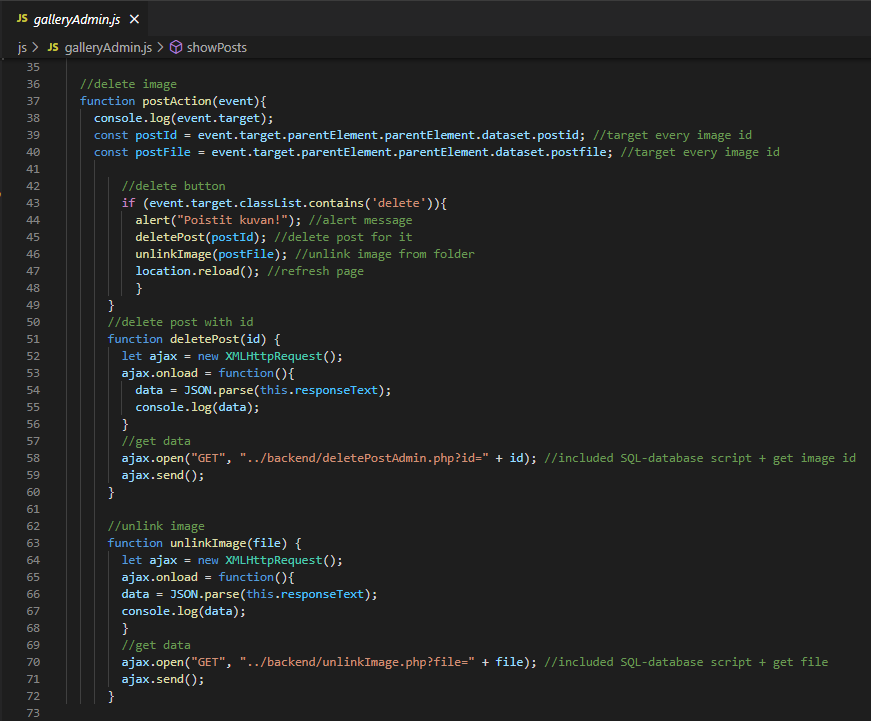 JS galleryAdmin.js ×
js > JS galleryAdmin.js > showPosts
35
36 //delete image
37 function postAction(event){
38 console.log(event.target);
39 const postId = event.target.parentElement.parentElement.dataset.postid; //target every image id
40 const postFile = event.target.parentElement.parentElement.dataset.postfile; //target every image id
41
42 //delete button
43 if (event.target.classList.contains('delete')){
44 alert("Poistit kuvan!"); //alert message
45 deletePost(postId); //delete post for it
46 unlinkImage(postFile); //unlink image from folder
47 location.reload(); //refresh page
48 }
49 }
50 //delete post with id
51 function deletePost(id) {
52 let ajax = new XMLHttpRequest();
53 ajax.onload = function(){
54 data = JSON.parse(this.responseText);
55 console.log(data);
56 }
57 //get data
58 ajax.open("GET", "../backend/deletePostAdmin.php?id=" + id); //included SQL-database script + get image id
59 ajax.send();
60 }
61
62 //unlink image
63 function unlinkImage(file) {
64 let ajax = new XMLHttpRequest();
65 ajax.onload = function(){
66 data = JSON.parse(this.responseText);
67 console.log(data);
68 }
69 //get data
70 ajax.open("GET", "../backend/unlinkImage.php?file=" + file); //included SQL-database script + get file
71 ajax.send();
72 }
73